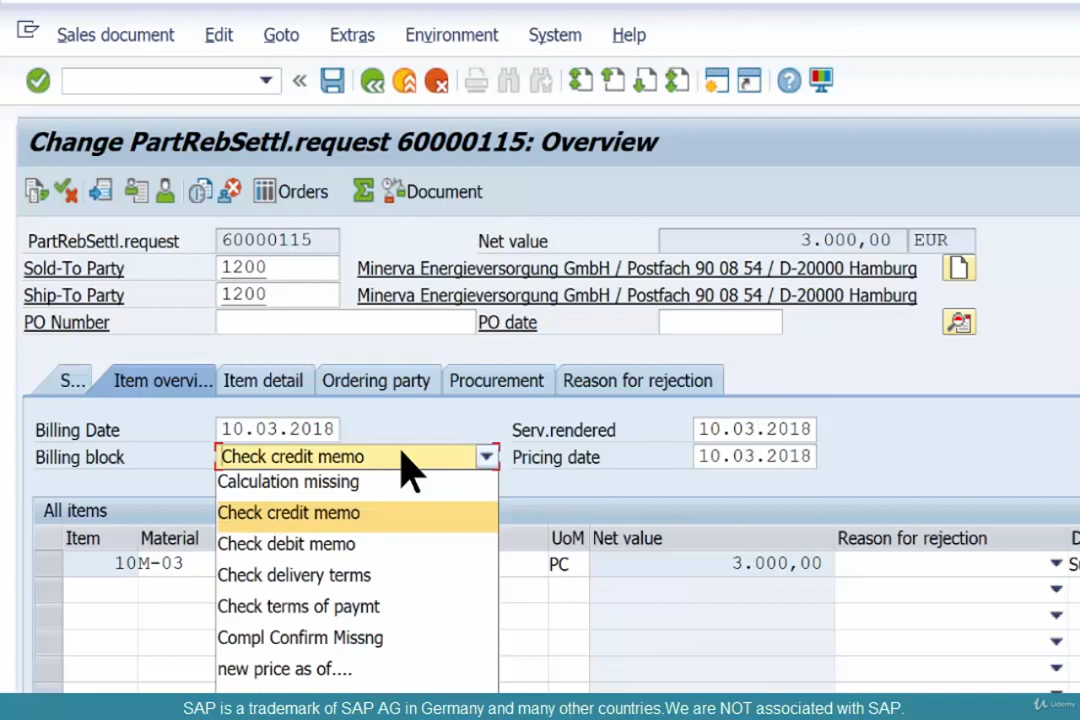 Sales document Edit Goto Extras Environment System Help
Change PartRebSettl.request 60000115: Overview
Orders Document
PartRebSettl.request 60000115 Net value 3.000,00 EUR
Sold-To Party 1200 Minerva Energieversorgung GmbH / Postfach 90 08 54 / D-20000 Hamburg
Ship-To Party 1200 Minerva Energieversorgung GmbH / Postfach 90 08 54 / D-20000 Hamburg
PO Number PO date
S... Item overvi... Item detail Ordering party Procurement Reason for rejection
Billing Date 10.03.2018 Serv.rendered 10.03.2018
Billing block Check credit memo Pricing date 10.03.2018
Calculation missing
All items Check credit memo
Item Material Check debit memo UoM Net value Reason for rejection D
10 M-03 Check delivery terms PC 3.000,00 S
Check terms of paymt
Compl Confirm Missng
new price as of....
SAP is a trademark of SAP AG in Germany and many other countries.We are NOT associated with SAP.
Udemy